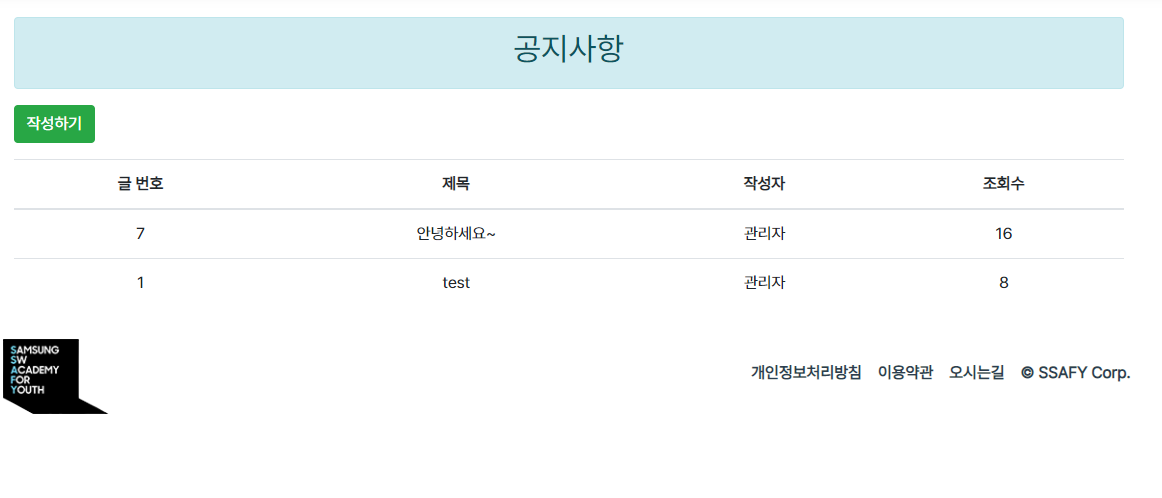 공지사항
작성하기
글 번호 제목 작성자 조회수
7 안녕하세요~ 관리자 16
1 test 관리자 8
SAMSUNG
SW
ACADEMY
FOR
YOUTH
개인정보처리방침 이용약관 오시는길 © SSAFY Corp.